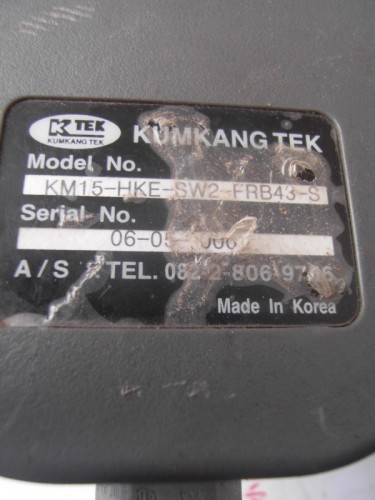 K TEK
KUMKANG TEK
KUMKANG TEK
Model No.
KM15-HKE-SW2-FRB43-S
Serial No.
A/S TEL.
Made In Korea